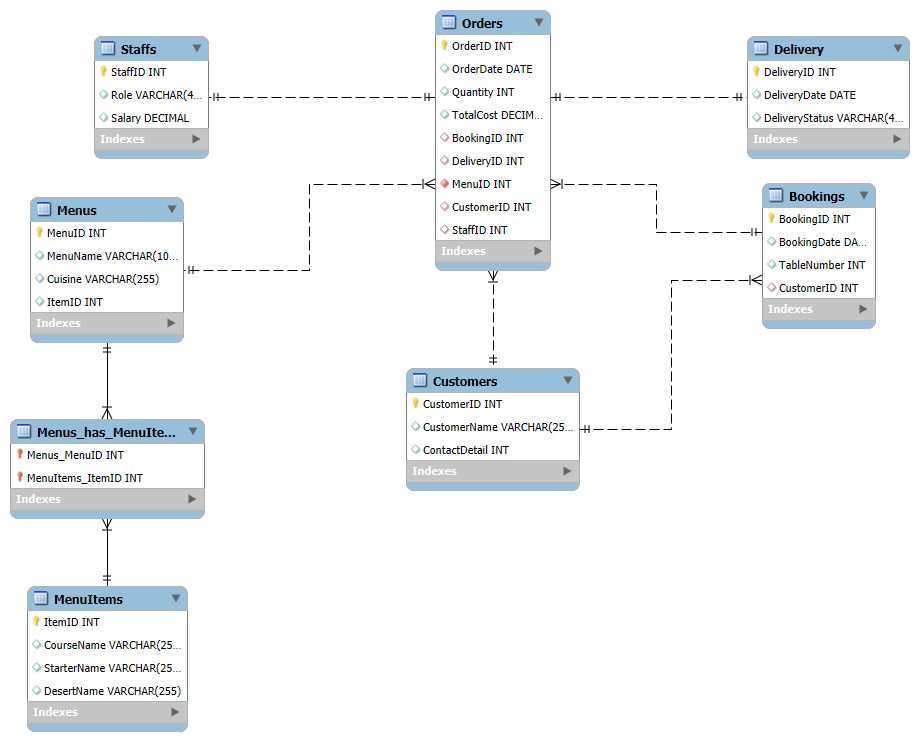 Staffs
StaffID INT
Role VARCHAR(4...
Salary DECIMAL
Indexes
Orders
OrderID INT
OrderDate DATE
Quantity INT
TotalCost DECIM...
BookingID INT
DeliveryID INT
MenuID INT
CustomerID INT
StaffID INT
Indexes
Delivery
DeliveryID INT
DeliveryDate DATE
DeliveryStatus VARCHAR(4...
Indexes
Menus
MenuID INT
MenuName VARCHAR(10...
Cuisine VARCHAR(255)
ItemID INT
Indexes
Bookings
BookingID INT
BookingDate DA...
TableNumber INT
CustomerID INT
Indexes
Customers
CustomerID INT
CustomerName VARCHAR(25...
ContactDetail INT
Indexes
Menus_has_MenuIte...
Menus_MenuID INT
MenuItems_ItemID INT
Indexes
MenuItems
ItemID INT
CourseName VARCHAR(25...
StarterName VARCHAR(25...
DesertName VARCHAR(255)
Indexes